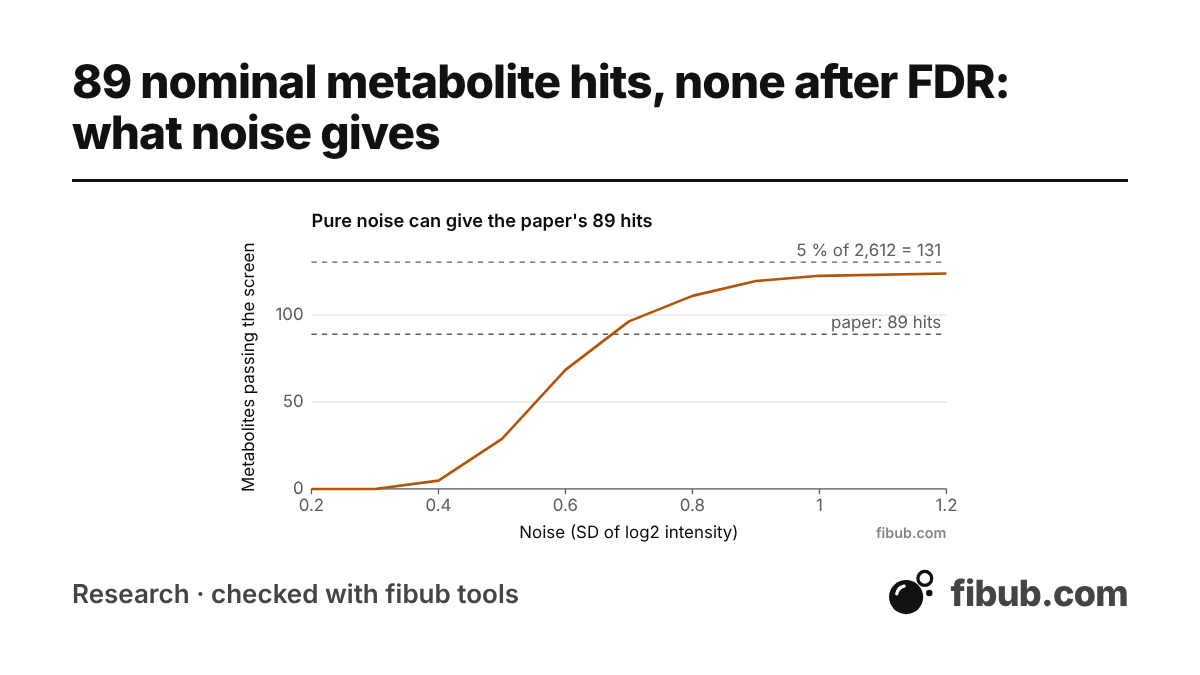 89 nominal metabolite hits, none after FDR:
what noise gives
Pure noise can give the paper's 89 hits
Metabolites passing the screen
5 % of 2,612 = 131
100
paper: 89 hits
50
0
0.2 0.4 0.6 0.8 1 1.2
Noise (SD of log2 intensity)
fibub.com
Research · checked with fibub tools
fibub.com